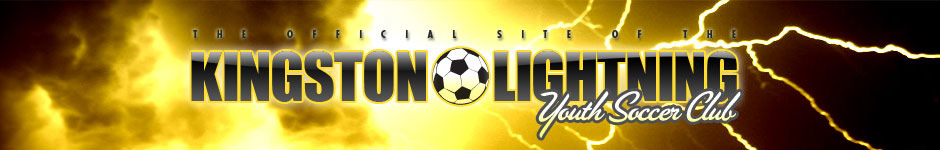 THE OFFICIAL SITE OF THE
KINGSTON LIGHTNING
Youth Soccer Club